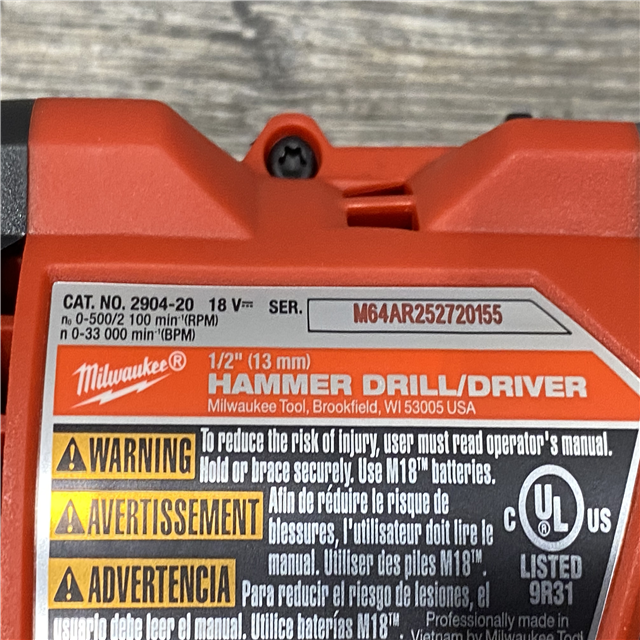 CAT. NO. 2904-20 18 V⎓ SER. M64AR252720155
n₀ 0-500/2 100 min⁻¹(RPM)
n 0-33 000 min⁻¹(BPM)
Milwaukee®
1/2" (13 mm)
HAMMER DRILL/DRIVER
Milwaukee Tool, Brookfield, WI 53005 USA
WARNING To reduce the risk of injury, user must read operator's manual.
Hold or brace securely. Use M18™ batteries.
AVERTISSEMENT Afin de réduire le risque de
blessures, l'utilisateur doit lire le
manual. Utiliser des piles M18™.
ADVERTENCIA Para reducir el riesgo de lesiones, el
usuario debe leer el manual. Utilice baterías M18™
C UL® US
LISTED
9R31
Professionally made in
Vietnam by Milwaukee Tool